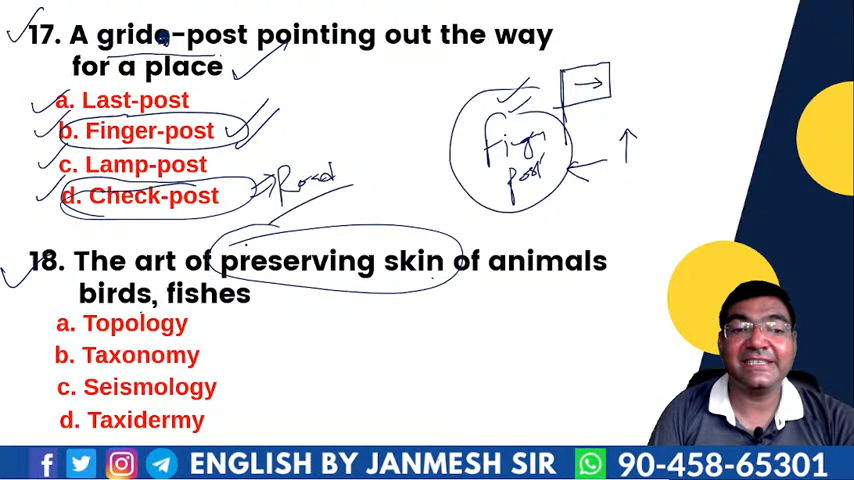 17. A gride-post pointing out the way
for a place
a. Last-post
b. Finger-post
c. Lamp-post
d. Check-post
Road
Finger
post
18. The art of preserving skin of animals
birds, fishes
a. Topology
b. Taxonomy
c. Seismology
d. Taxidermy
ENGLISH BY JANMESH SIR 90-458-65301